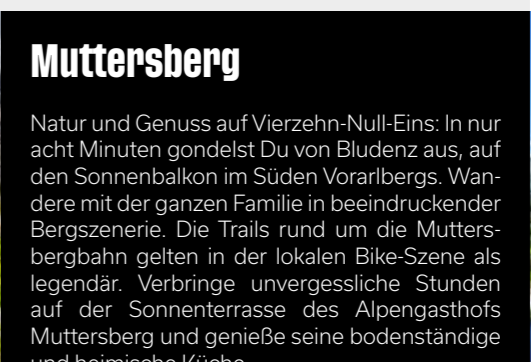 Muttersberg
Natur und Genuss auf Vierzehn-Null-Eins: In nur
acht Minuten gondelst Du von Bludenz aus, auf
den Sonnenbalkon im Süden Vorarlbergs. Wan-
dere mit der ganzen Familie in beeindruckender
Bergszenerie. Die Trails rund um die Mutters-
bergbahn gelten in der lokalen Bike-Szene als
legendär. Verbringe unvergessliche Stunden
auf der Sonnenterrasse des Alpengasthofs
Muttersberg und genieße seine bodenständige
und heimische Küche.